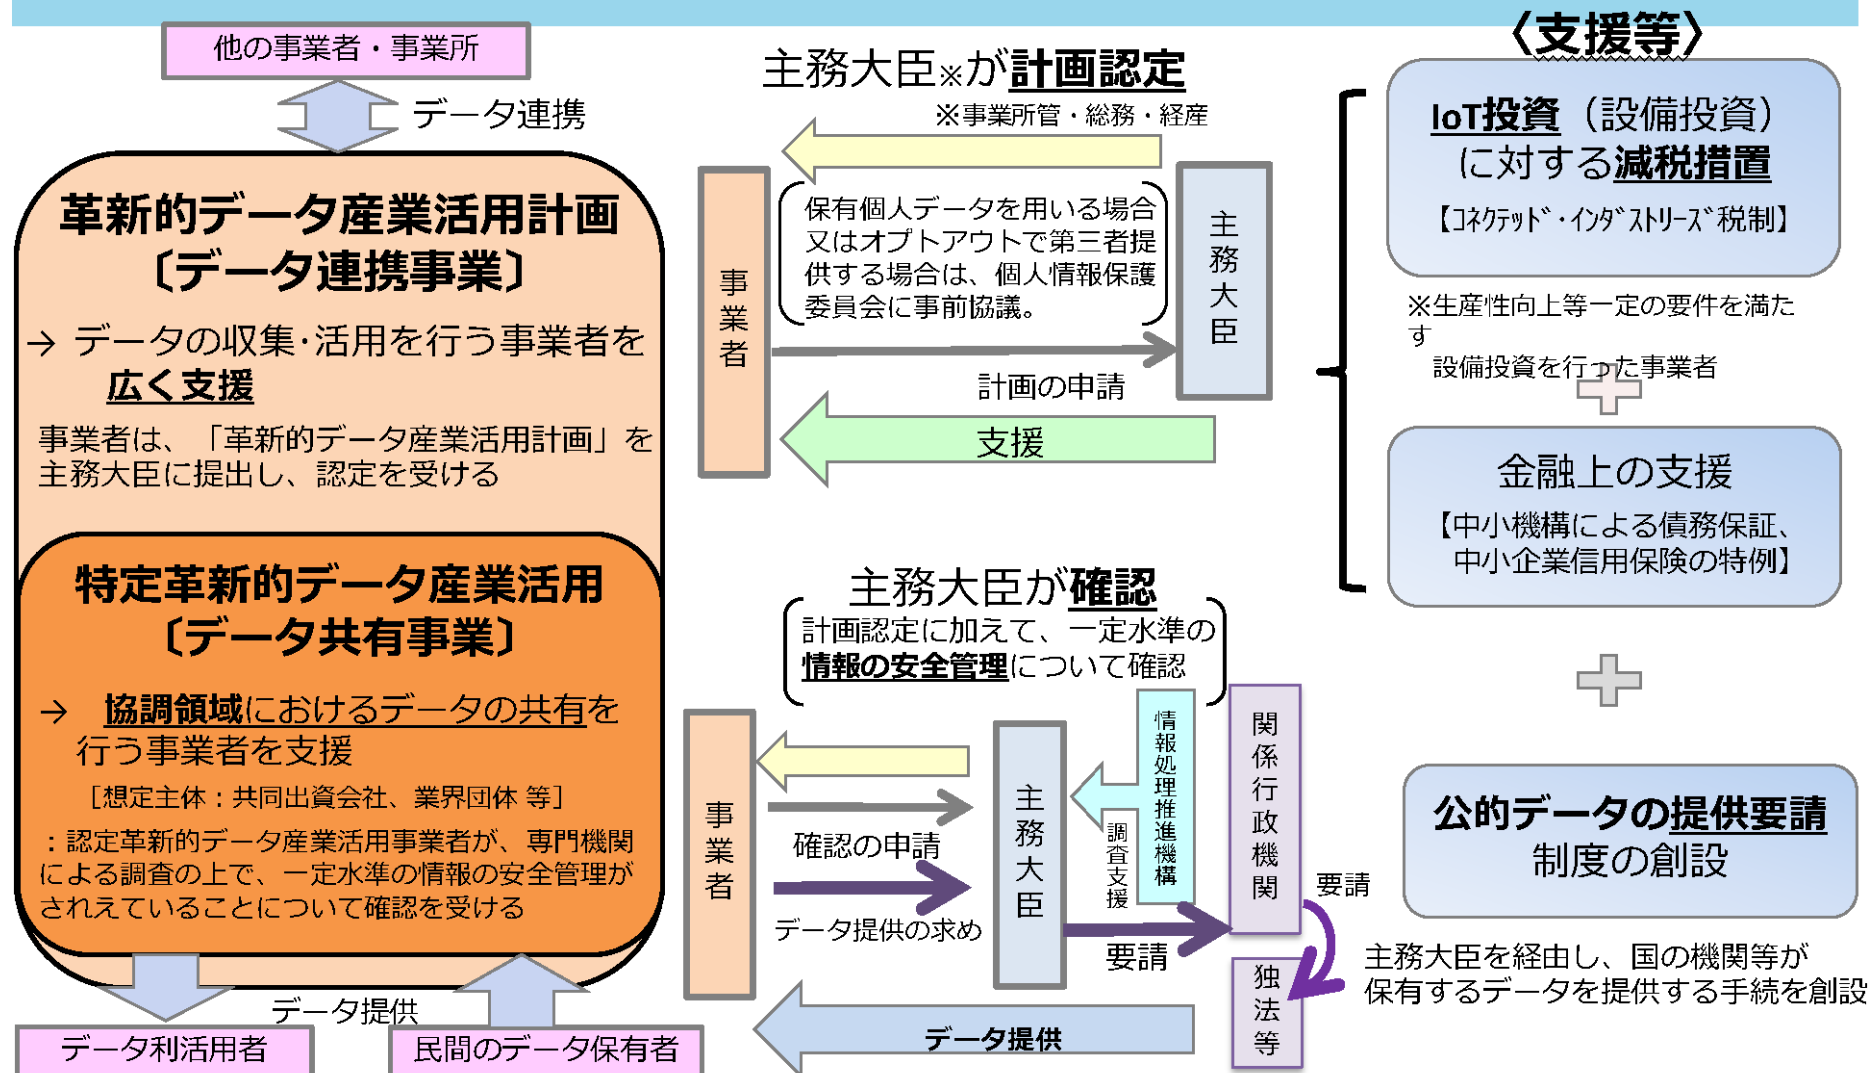 他の事業者・事業所
データ連携
革新的データ産業活用計画
〔データ連携事業〕
→ データの収集･活用を行う事業者を
広く支援
事業者は、「革新的データ産業活用計画」を
主務大臣に提出し、認定を受ける
特定革新的データ産業活用
〔データ共有事業〕
→ 協調領域におけるデータの共有を
行う事業者を支援
［想定主体：共同出資会社、業界団体 等］
：認定革新的データ産業活用事業者が、専門機関
による調査の上で、一定水準の情報の安全管理が
されえていることについて確認を受ける
データ提供
データ利活用者
民間のデータ保有者
主務大臣※が計画認定
※事業所管・総務・経産
事業者
保有個人データを用いる場合
又はオプトアウトで第三者提
供する場合は、個人情報保護
委員会に事前協議。
主務大臣
計画の申請
支援
主務大臣が確認
計画認定に加えて、一定水準の
情報の安全管理について確認
事業者
確認の申請
データ提供の求め
主務大臣
調査支援
情報処理推進機構
関係行政機関
要請
要請
独法等
データ提供
〈支援等〉
IoT投資（設備投資）
に対する減税措置
【ｺﾈｸﾃｯﾄﾞ･ｲﾝﾀﾞｽﾄﾘｰｽﾞ税制】
※生産性向上等一定の要件を満た
す
設備投資を行った事業者
金融上の支援
【中小機構による債務保証、
中小企業信用保険の特例】
公的データの提供要請
制度の創設
主務大臣を経由し、国の機関等が
保有するデータを提供する手続を創設